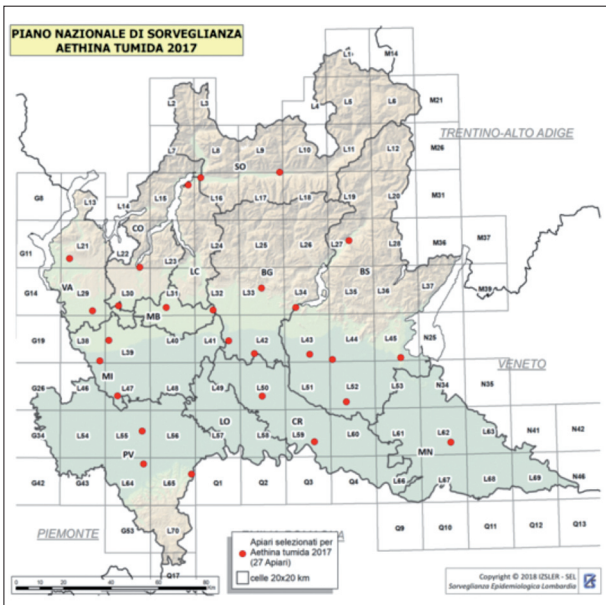 PIANO NAZIONALE DI SORVEGLIANZA
AETHINA TUMIDA 2017
L1 M14
L2 L3 L4 L5 L6 M21
TRENTINO-ALTO ADIGE
L7 L8 L9 L10 L11 L12 M26
SO
G8 L13 L14 L15 L16 L17 L18 L19 L20 M31
CO
G11 L21 L22 L23 L24 L25 L26 L27 L28 M36 M37
LC BG BS
G14 VA L29 L30 L31 L32 L33 L34 L35 L36 L37 M39
MB
G19 L38 L39 L40 L41 L42 L43 L44 L45 N25
MI
VENETO
G26 L46 L47 L48 L49 L50 L51 L52 L53 N34 N35
LO CR
G34 L54 L55 L56 L57 L58 L59 L60 L61 L62 L63 N41 N42
PV MN
G42 G43 L64 L65 Q1 Q2 Q3 Q4 L66 L67 L68 L69 N46
PIEMONTE
G53 L70 Q9 Q10 Q11 Q12 Q13
Q17
Apiari selezionati per
Aethina tumida 2017
(27 Apiari)
celle 20x20 km
0 20 40 60 80
Copyright © 2018 IZSLER - SEL
Sorveglianza Epidemiologica Lombardia